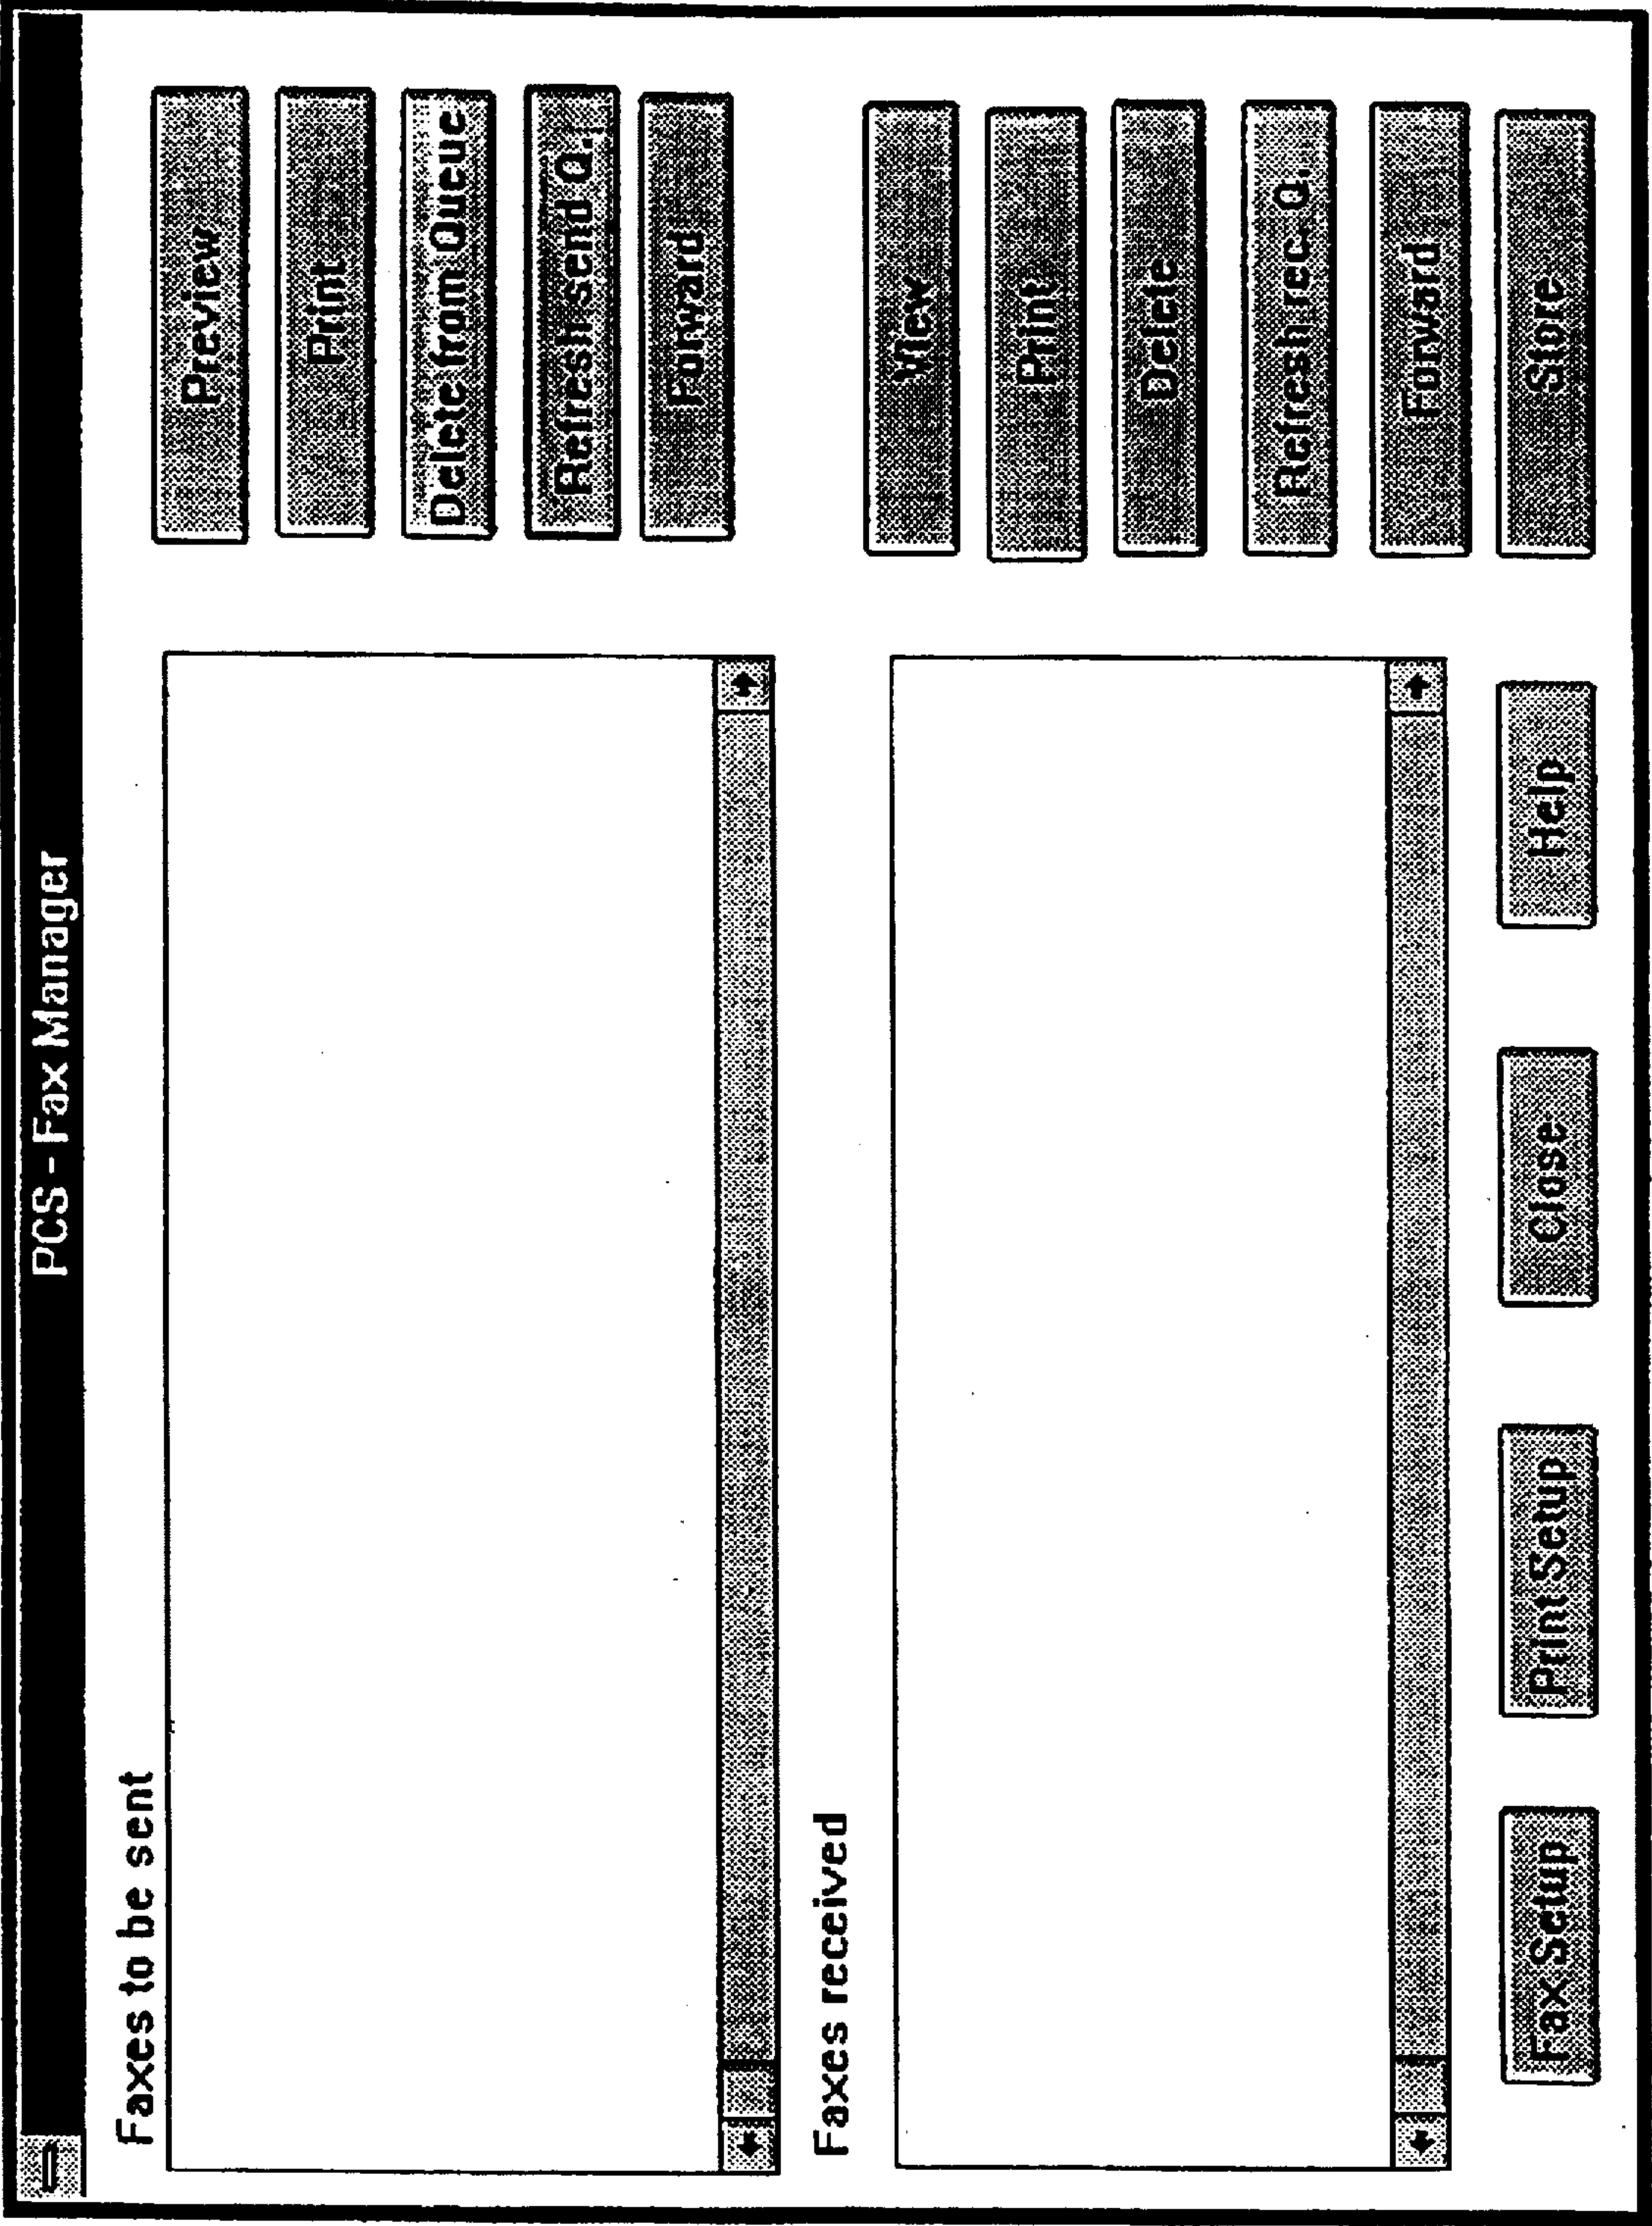 PCS - Fax Manager
Faxes to be sent
Preview
Print
Delete from Queue
Refresh send Q.
Forward
Faxes received
View
Print
Delete
Refresh rec. Q.
Forward
Store
Fax Setup
Print Setup
Close
Help